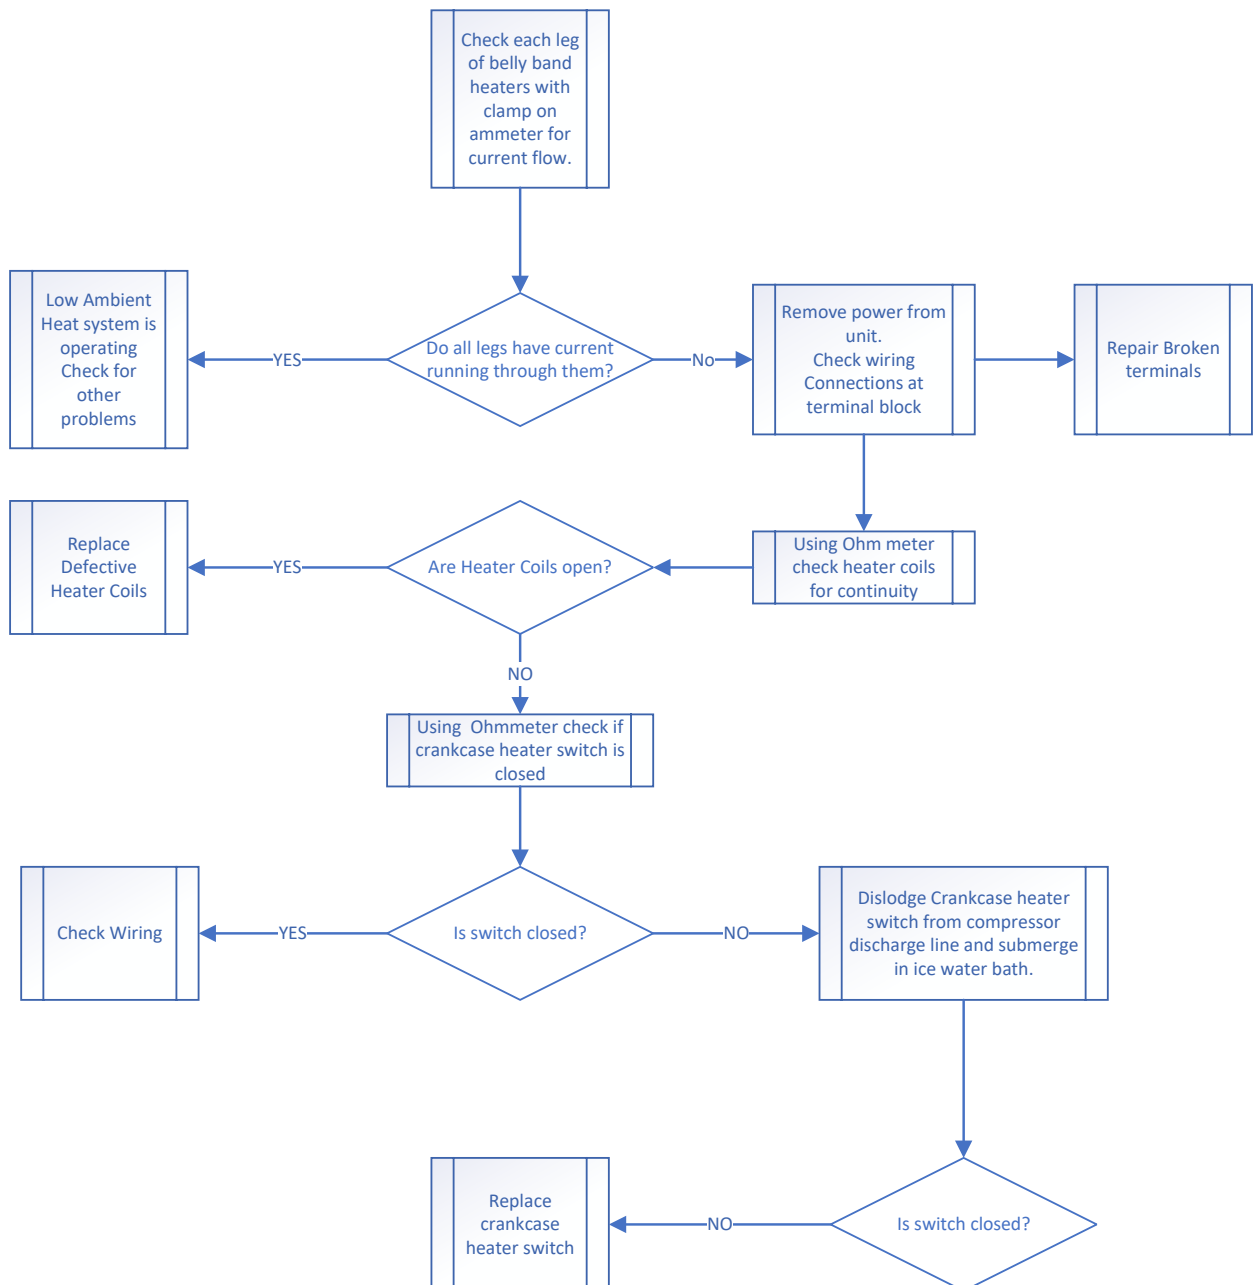 Check each leg
of belly band
heaters with
clamp on
ammeter for
current flow.
Low Ambient
Heat system is
operating
Check for
other
problems
YES
Do all legs have current
running through them?
No
Remove power from
unit.
Check wiring
Connections at
terminal block
Repair Broken
terminals
Replace
Defective
Heater Coils
YES
Are Heater Coils open?
Using Ohm meter
check heater coils
for continuity
NO
Using  Ohmmeter check if
crankcase heater switch is
closed
Check Wiring
YES
Is switch closed?
NO
Dislodge Crankcase heater
switch from compressor
discharge line and submerge
in ice water bath.
Replace
crankcase
heater switch
NO
Is switch closed?